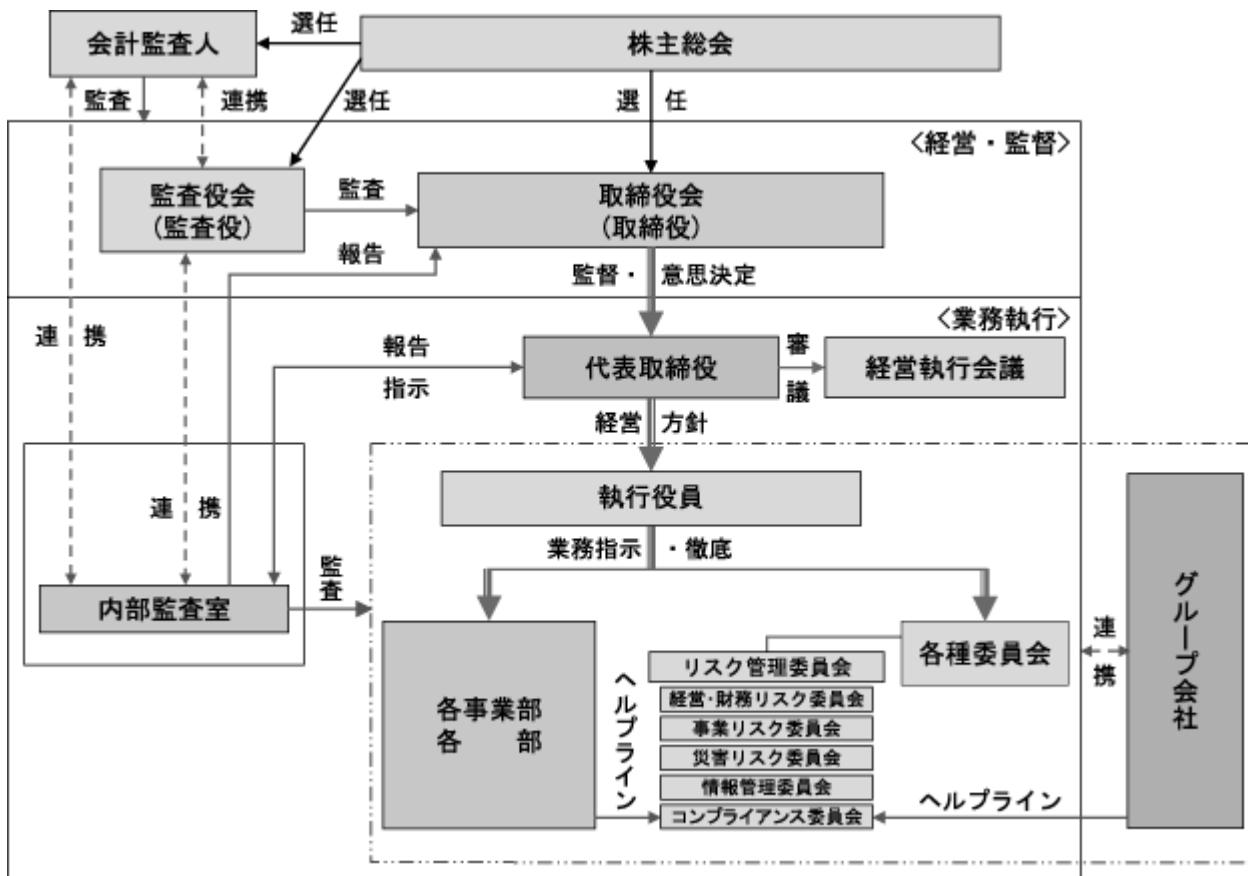 会計監査人
選任
株主総会
監査
連携
選任
選 任
〈経営・監督〉
監査役会
(監査役)
監査
取締役会
(取締役)
報告
監督・ 意思決定
〈業務執行〉
連 携
報告
指示
代表取締役
審議
経営執行会議
経営 方針
連 携
執行役員
業務指示 ・徹底
内部監査室
監査
各事業部
各 部
ヘルプライン
リスク管理委員会
経営・財務リスク委員会
事業リスク委員会
災害リスク委員会
情報管理委員会
コンプライアンス委員会
各種委員会
連携
グループ会社
ヘルプライン